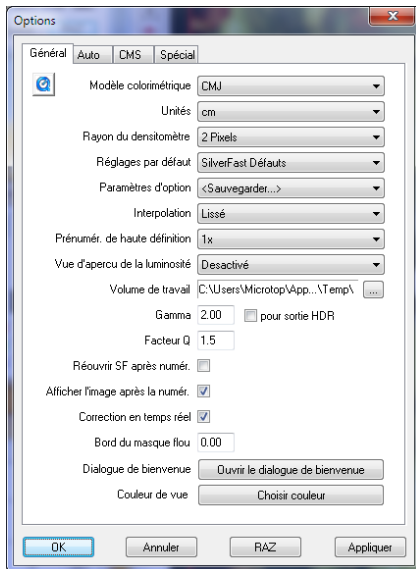 Options
Général Auto CMS Spécial
Modèle colorimétrique CMJ
Unités cm
Rayon du densitomètre 2 Pixels
Réglages par défaut SilverFast Défauts
Paramètres d'option <Sauvegarder...>
Interpolation Lissé
Prénumér. de haute définition 1x
Vue d'apercu de la luminosité Desactivé
Volume de travail C:\Users\Microtop\App...\Temp\ ...
Gamma 2.00 pour sortie HDR
Facteur Q 1.5
Réouvrir SF après numér.
Afficher l'image après la numér.
Correction en temps réel
Bord du masque flou 0.00
Dialogue de bienvenue Ouvrir le dialogue de bienvenue
Couleur de vue Choisir couleur
OK Annuler RAZ Appliquer